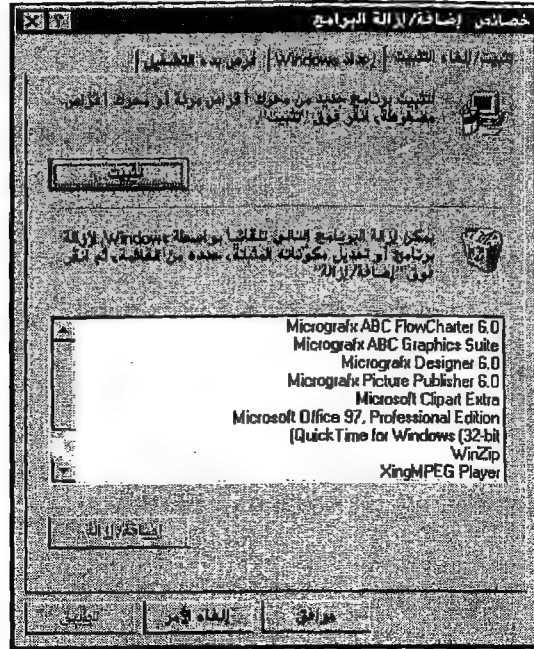 خصائص إضافة/إزالة البرامج
تثبيت/إلغاء التثبيت | إعداد Windows | قرص بدء التشغيل
لتثبيت برنامج جديد من محرك أقراص مرنة أو محرك أقراص
مضغوطة، انقر فوق "تثبيت".
تثبيت
يمكن إزالة البرنامج التالي تلقائياً بواسطة Windows. لإزالة
برنامج أو تعديل مكوناته المثبتة، حدده من القائمة، ثم انقر
فوق "إضافة/إزالة"
Micrografx ABC FlowCharter 6.0
Micrografx ABC Graphics Suite
Micrografx Designer 6.0
Micrografx Picture Publisher 6.0
Microsoft Clipart Extra
Microsoft Office 97, Professional Edition
(QuickTime for Windows (32-bit
WinZip
XingMPEG Player
إضافة/إزالة
موافق
إلغاء الأمر
تطبيق